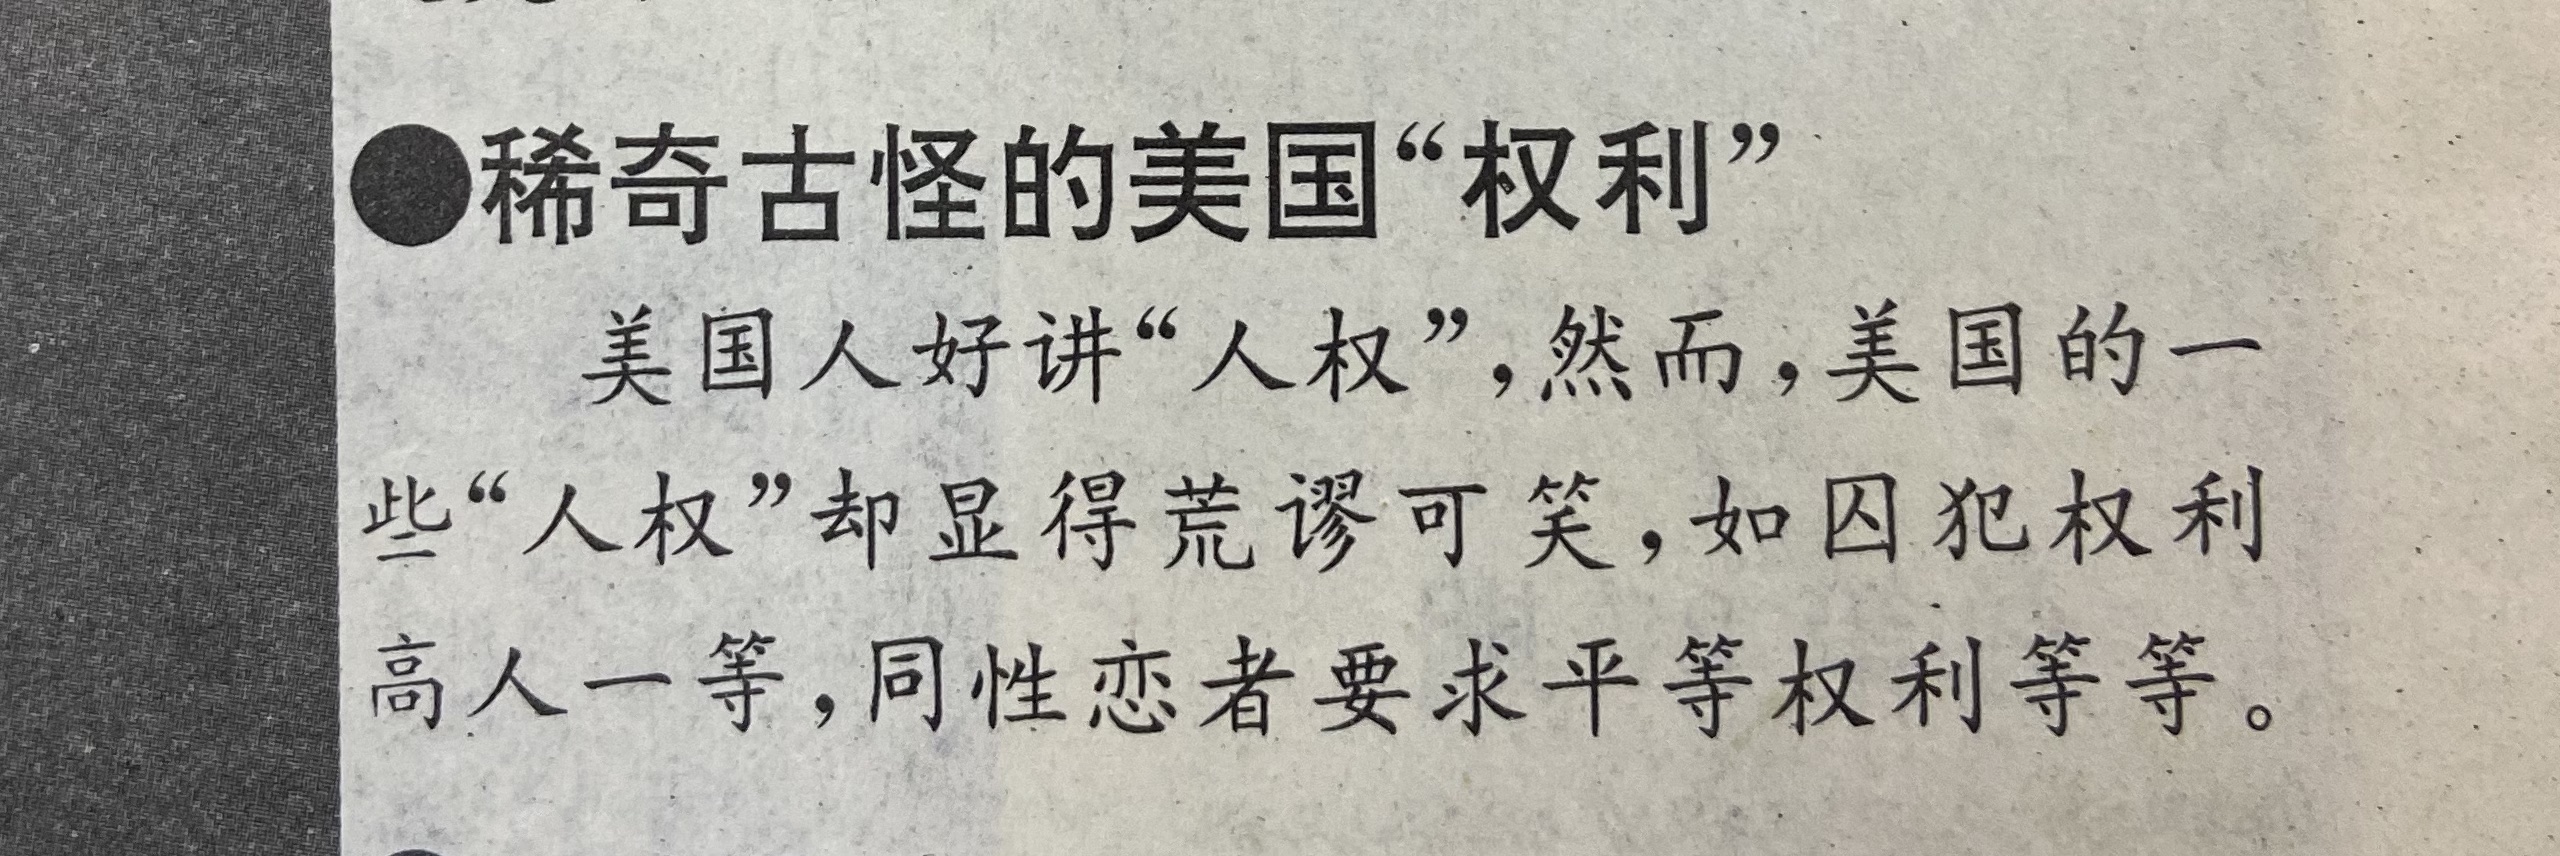 ●稀奇古怪的美国“权利”
美国人好讲“人权”,然而,美国的一
些“人权”却显得荒谬可笑,如囚犯权利
高人一等,同性恋者要求平等权利等等。